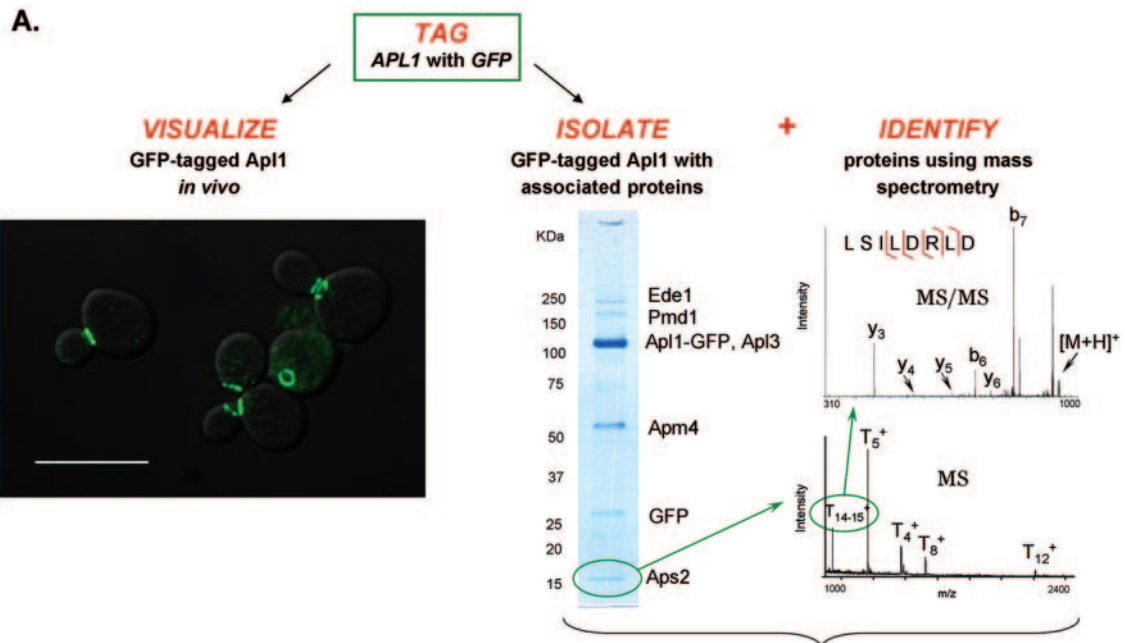 A.
TAG
APL1 with GFP
VISUALIZE
GFP-tagged Apl1
in vivo
ISOLATE
GFP-tagged Apl1 with
associated proteins
+
IDENTIFY
proteins using mass
spectrometry
KDa
250
150
100
75
50
37
25
20
15
Ede1
Pmd1
Apl1-GFP, Apl3
Apm4
GFP
Aps2
L S I L D R L D
MS/MS
Intensity
b7
y3
y4
y5
b6
y6
[M+H]+
310
1000
MS
Intensity
T14-15+
T5+
T4+
T8+
T12+
1000
m/z
2400